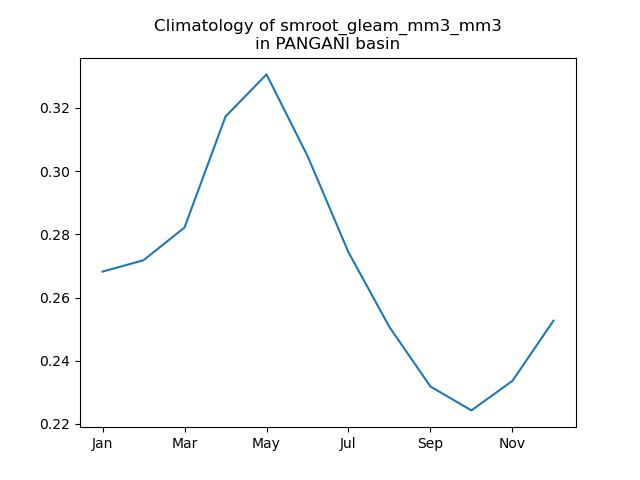 Climatology of smroot_gleam_mm3_mm3
in PANGANI basin
0.32
0.30
0.28
0.26
0.24
0.22
Jan Mar May Jul Sep Nov